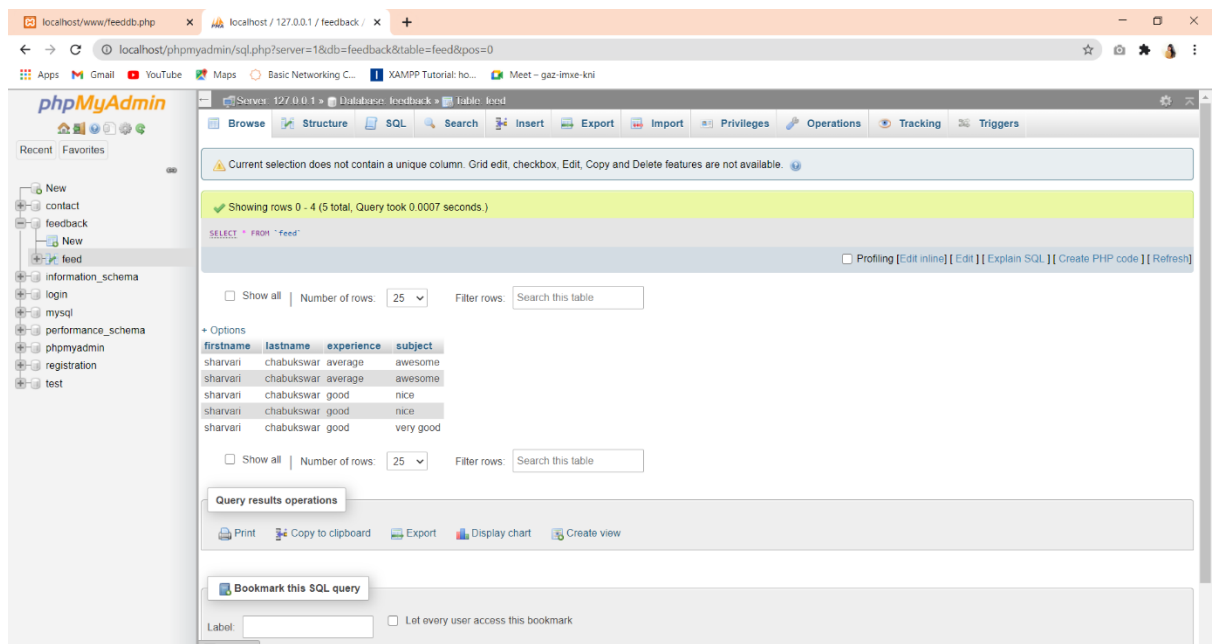 localhost/www/feeddb.php
localhost / 127.0.0.1 / feedback /
localhost/phpmyadmin/sql.php?server=1&db=feedback&table=feed&pos=0
Apps Gmail YouTube Maps Basic Networking C... XAMPP Tutorial: ho... Meet – gaz-imxe-kni
phpMyAdmin
Recent Favorites
New
contact
feedback
New
feed
information_schema
login
mysql
performance_schema
phpmyadmin
registration
test
Server: 127.0.0.1 » Database: feedback » Table: feed
Browse Structure SQL Search Insert Export Import Privileges Operations Tracking Triggers
Current selection does not contain a unique column. Grid edit, checkbox, Edit, Copy and Delete features are not available.
Showing rows 0 - 4 (5 total, Query took 0.0007 seconds.)
SELECT * FROM `feed`
Profiling [Edit inline] [ Edit ] [ Explain SQL ] [ Create PHP code ] [ Refresh]
Show all | Number of rows: 25 Filter rows: Search this table
+ Options
firstname lastname experience subject
sharvari chabukswar average awesome
sharvari chabukswar average awesome
sharvari chabukswar good nice
sharvari chabukswar good nice
sharvari chabukswar good very good
Show all | Number of rows: 25 Filter rows: Search this table
Query results operations
Print Copy to clipboard Export Display chart Create view
Bookmark this SQL query
Label: Let every user access this bookmark